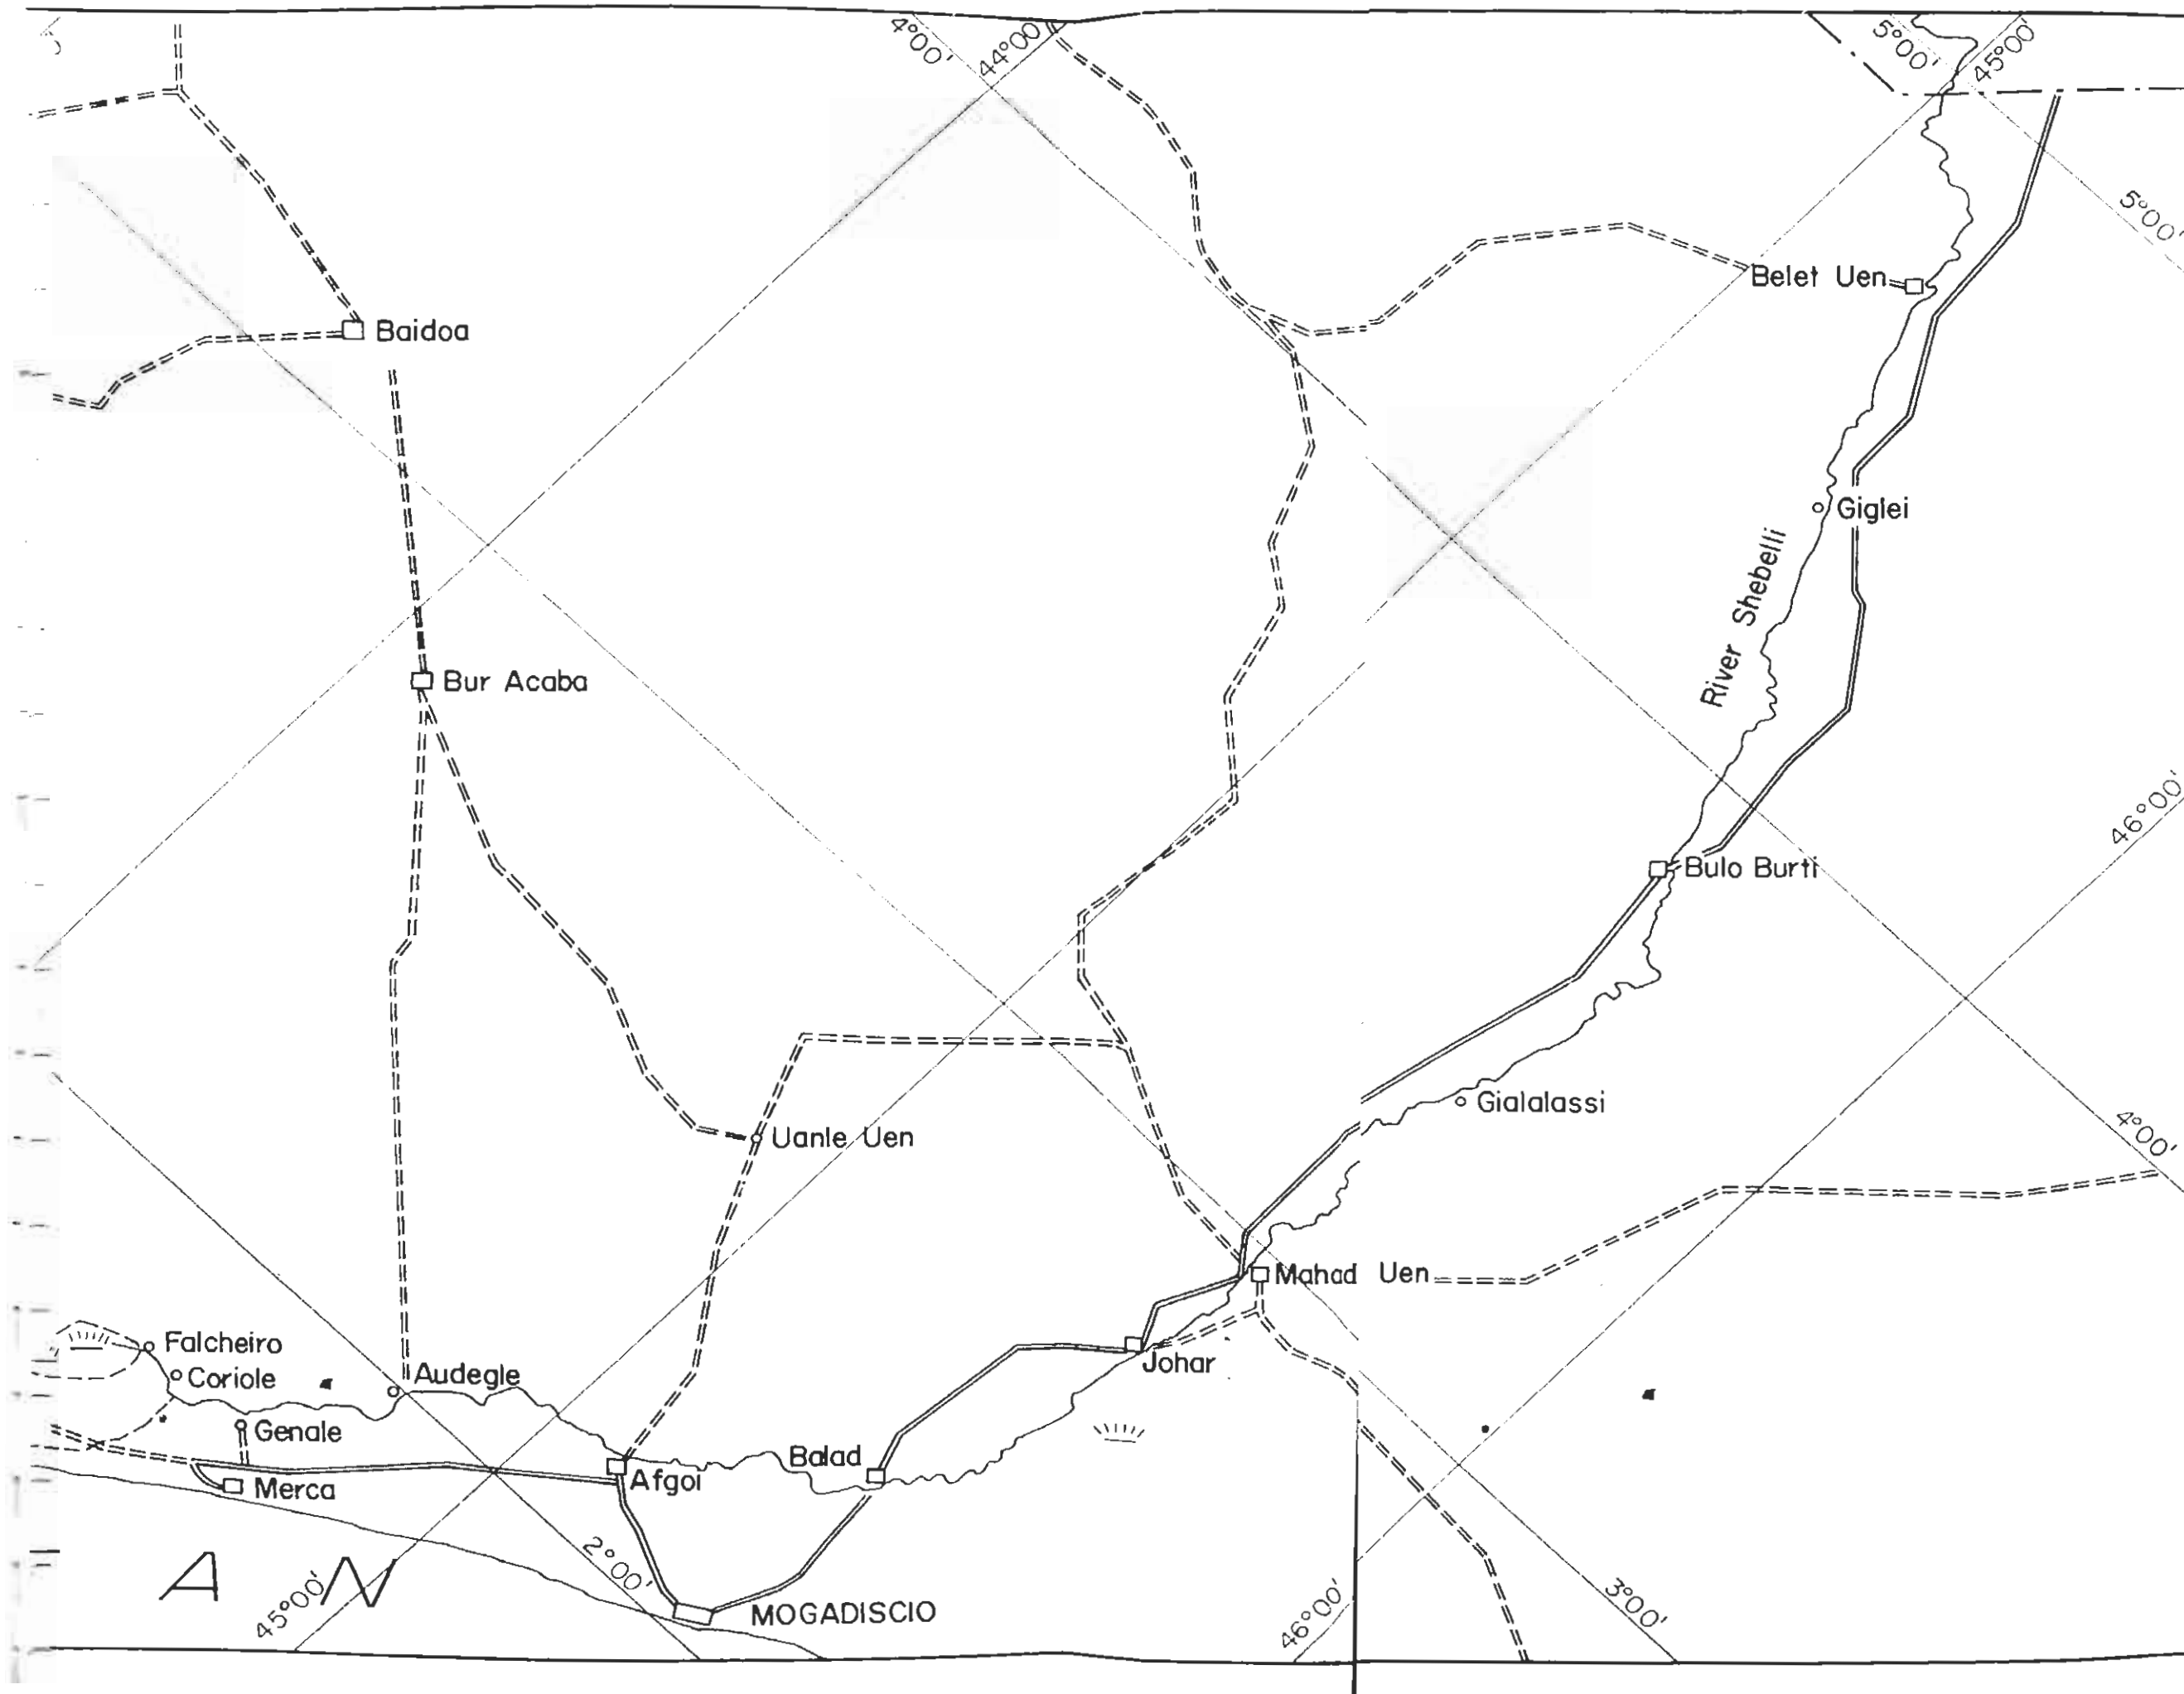 4°00'
44°00'
5°00'
45°00'
5°00'
Belet Uen
Baidoa
Giglei
River Shebelli
Bur Acaba
46°00'
Bulo Burti
Gialalassi
4°00'
Uanle Uen
Mahad Uen
Falcheiro
Johar
Coriole
Audegle
Genale
Balad
Afgoi
Merca
A N
2°00'
45°00'
MOGADISCIO
46°00'
3°00'